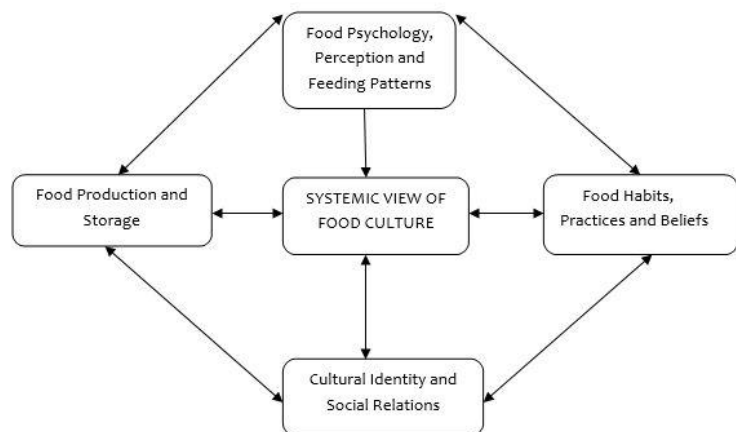 Food Psychology,
Perception and
Feeding Patterns
Food Production and
Storage
SYSTEMIC VIEW OF
FOOD CULTURE
Food Habits,
Practices and Beliefs
Cultural Identity and
Social Relations